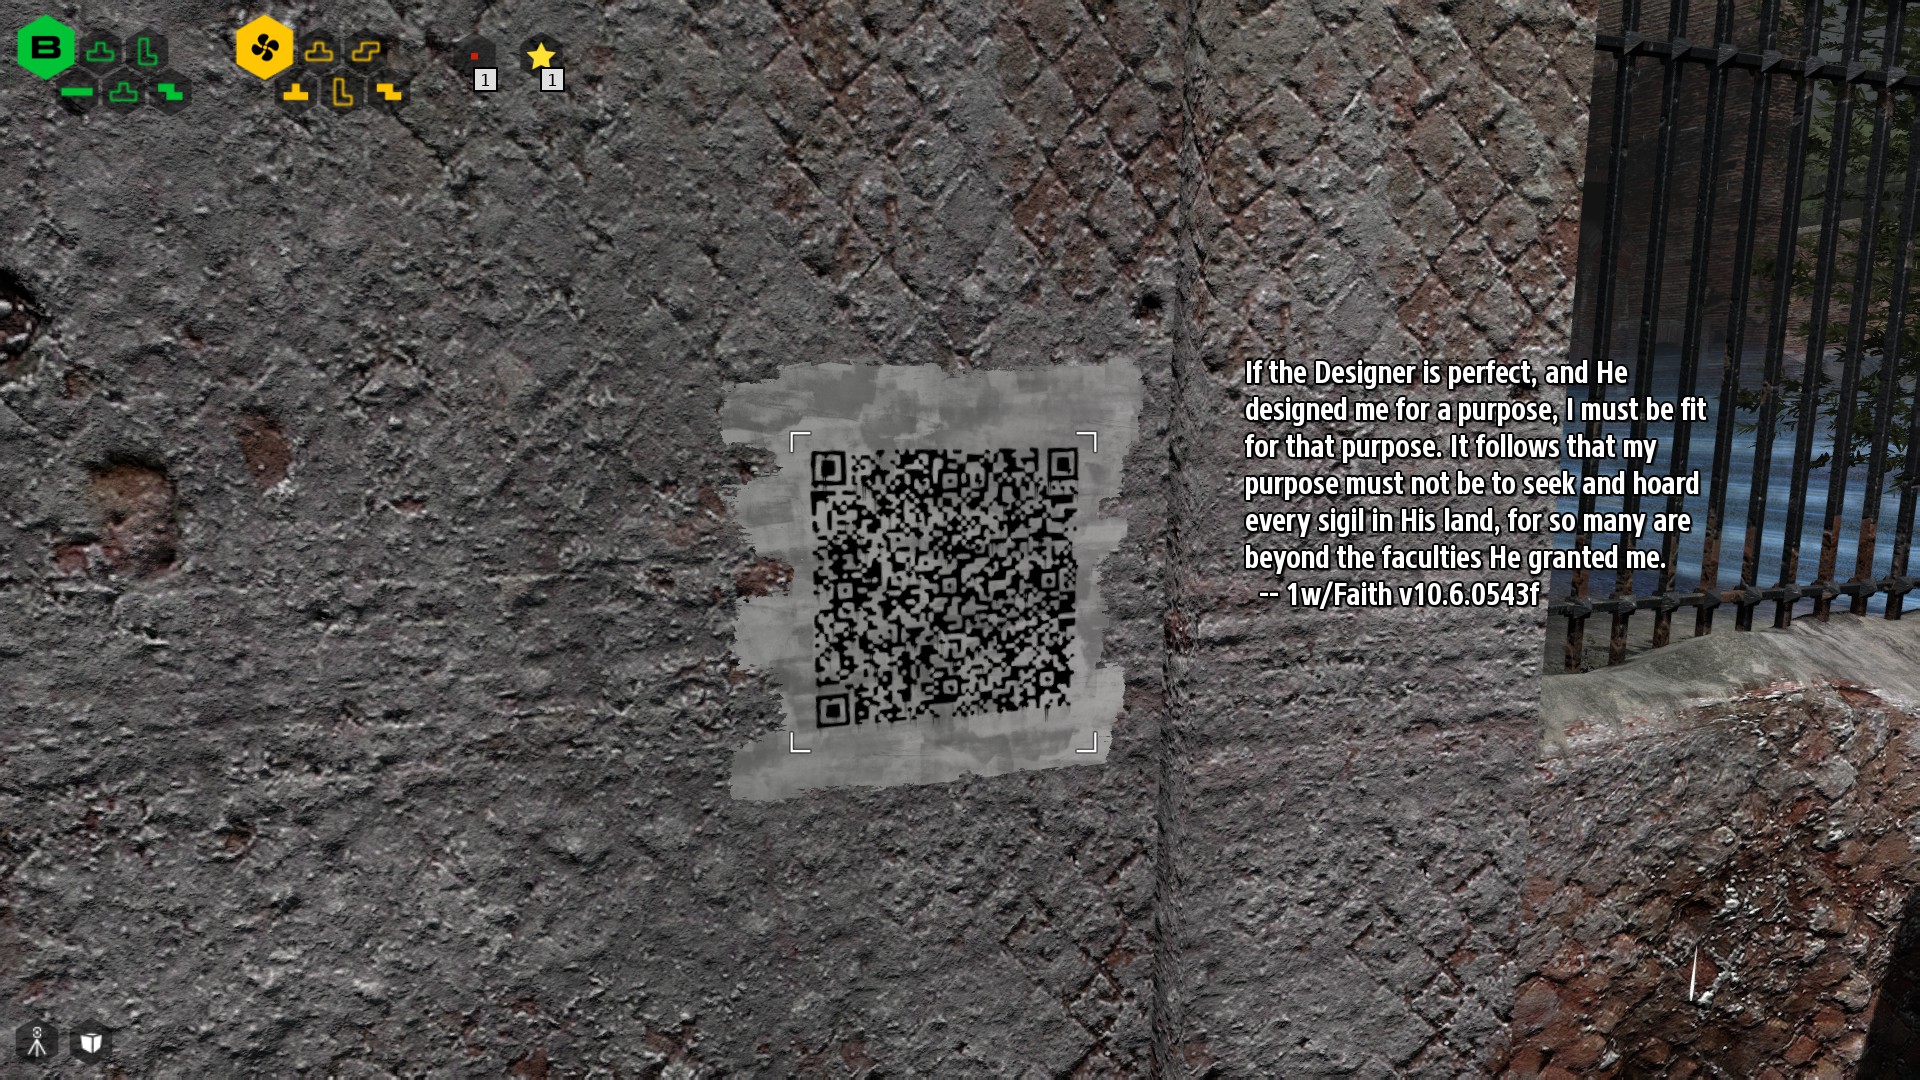 B
1
1
If the Designer is perfect, and He
designed me for a purpose, I must be fit
for that purpose. It follows that my
purpose must not be to seek and hoard
every sigil in His land, for so many are
beyond the faculties He granted me.
-- 1w/Faith v10.6.0543f